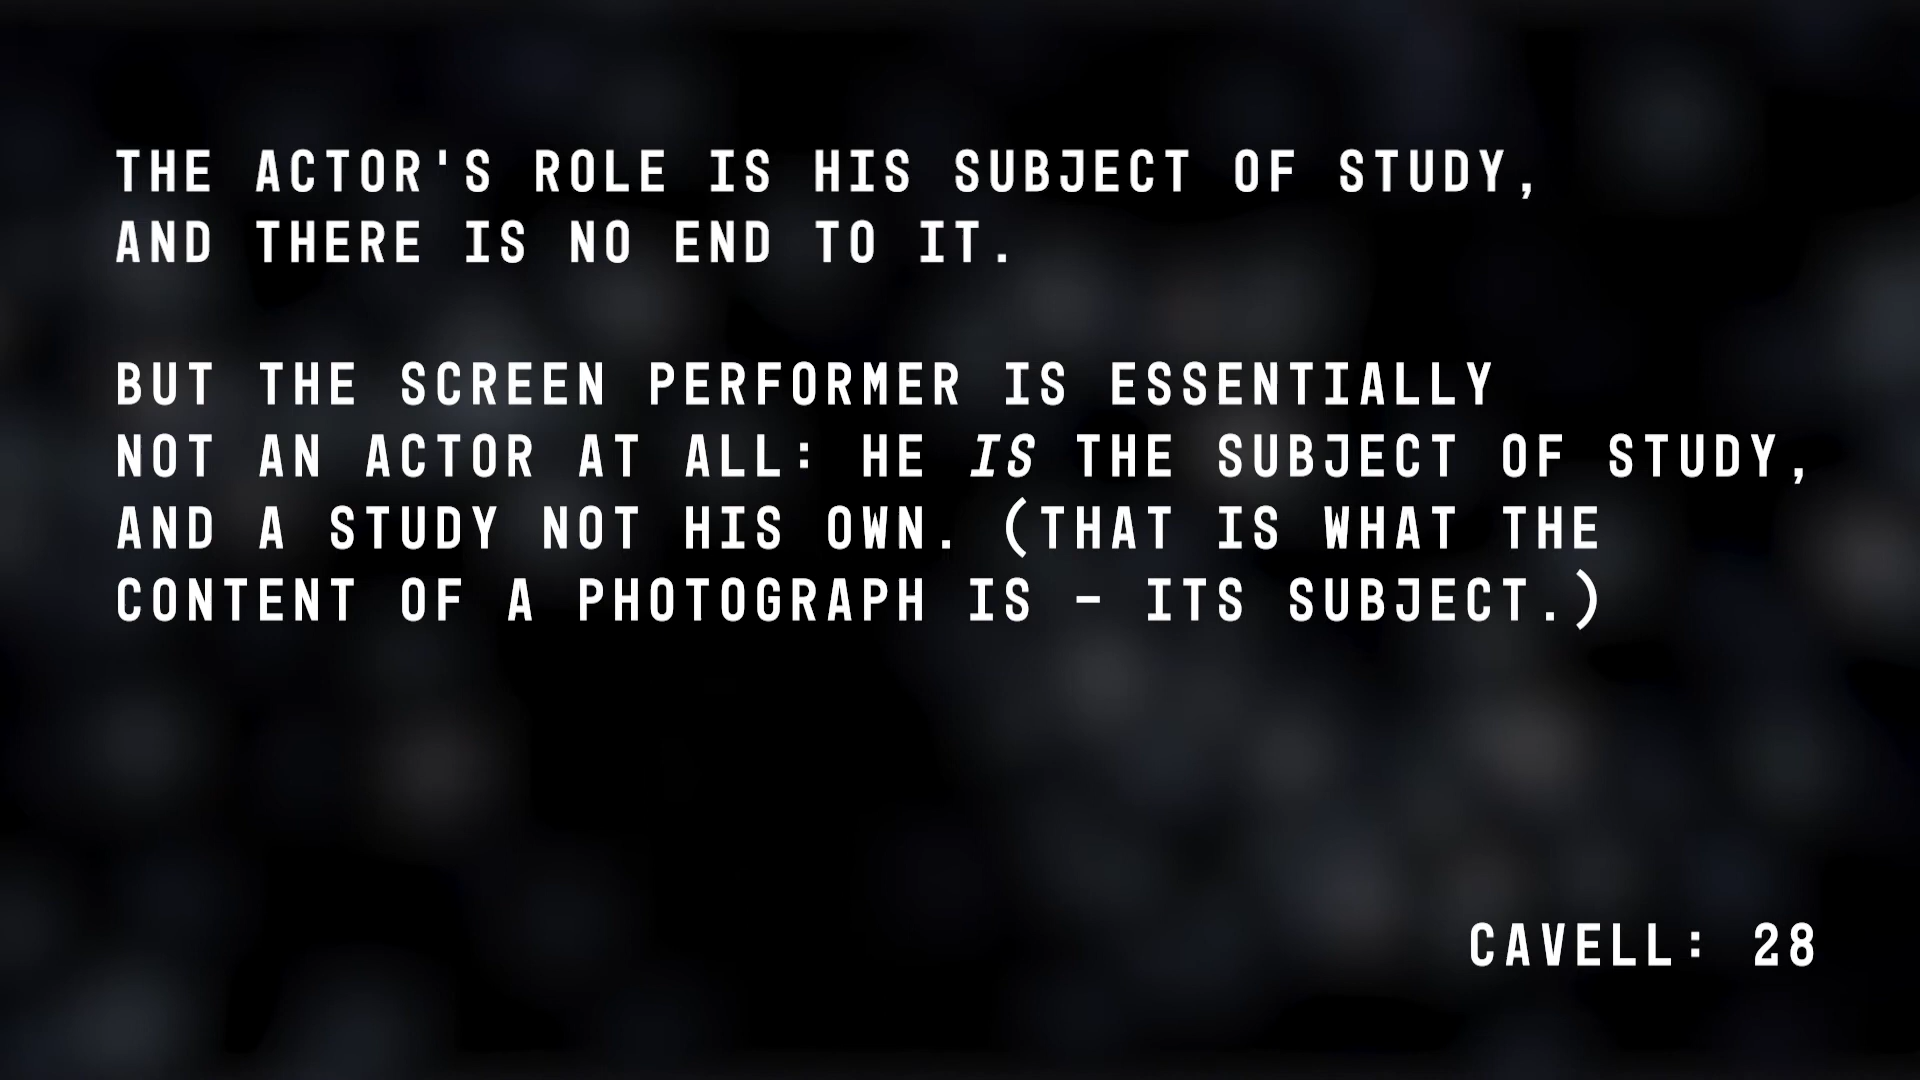 THE ACTOR'S ROLE IS HIS SUBJECT OF STUDY,
AND THERE IS NO END TO IT.
BUT THE SCREEN PERFORMER IS ESSENTIALLY
NOT AN ACTOR AT ALL: HE IS THE SUBJECT OF STUDY,
AND A STUDY NOT HIS OWN. (THAT IS WHAT THE
CONTENT OF A PHOTOGRAPH IS – ITS SUBJECT.)
CAVELL: 28